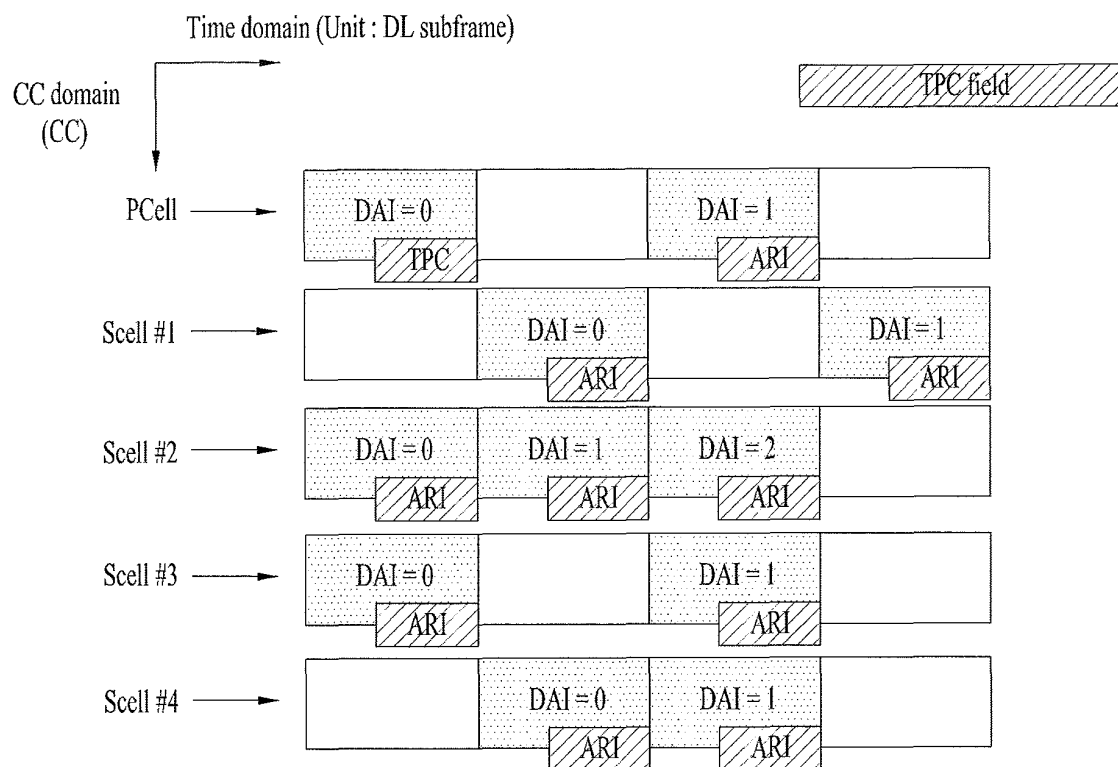 Time domain (Unit : DL subframe)
CC domain
(CC)
TPC field
PCell
DAI = 0
TPC
DAI = 1
ARI
Scell #1
DAI = 0
ARI
DAI = 1
ARI
Scell #2
DAI = 0
ARI
DAI = 1
ARI
DAI = 2
ARI
Scell #3
DAI = 0
ARI
DAI = 1
ARI
Scell #4
DAI = 0
ARI
DAI = 1
ARI